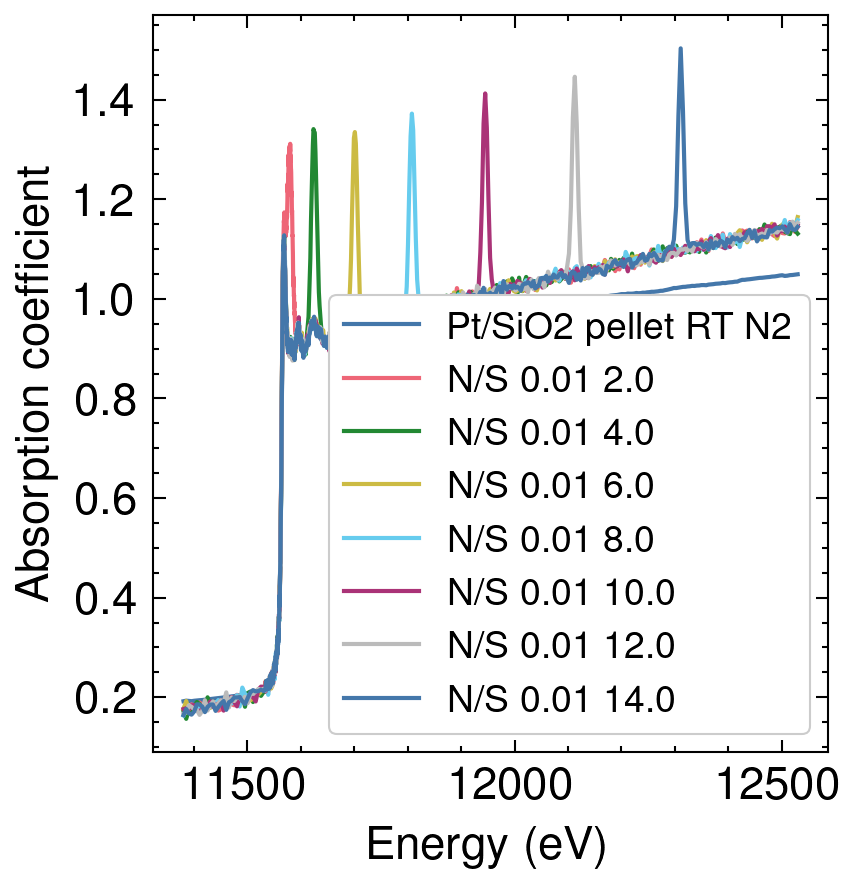 1.4
1.2
1.0
0.8
0.6
0.4
0.2
Absorption coefficient
Pt/SiO2 pellet RT N2
N/S 0.01 2.0
N/S 0.01 4.0
N/S 0.01 6.0
N/S 0.01 8.0
N/S 0.01 10.0
N/S 0.01 12.0
N/S 0.01 14.0
11500 12000 12500
Energy (eV)